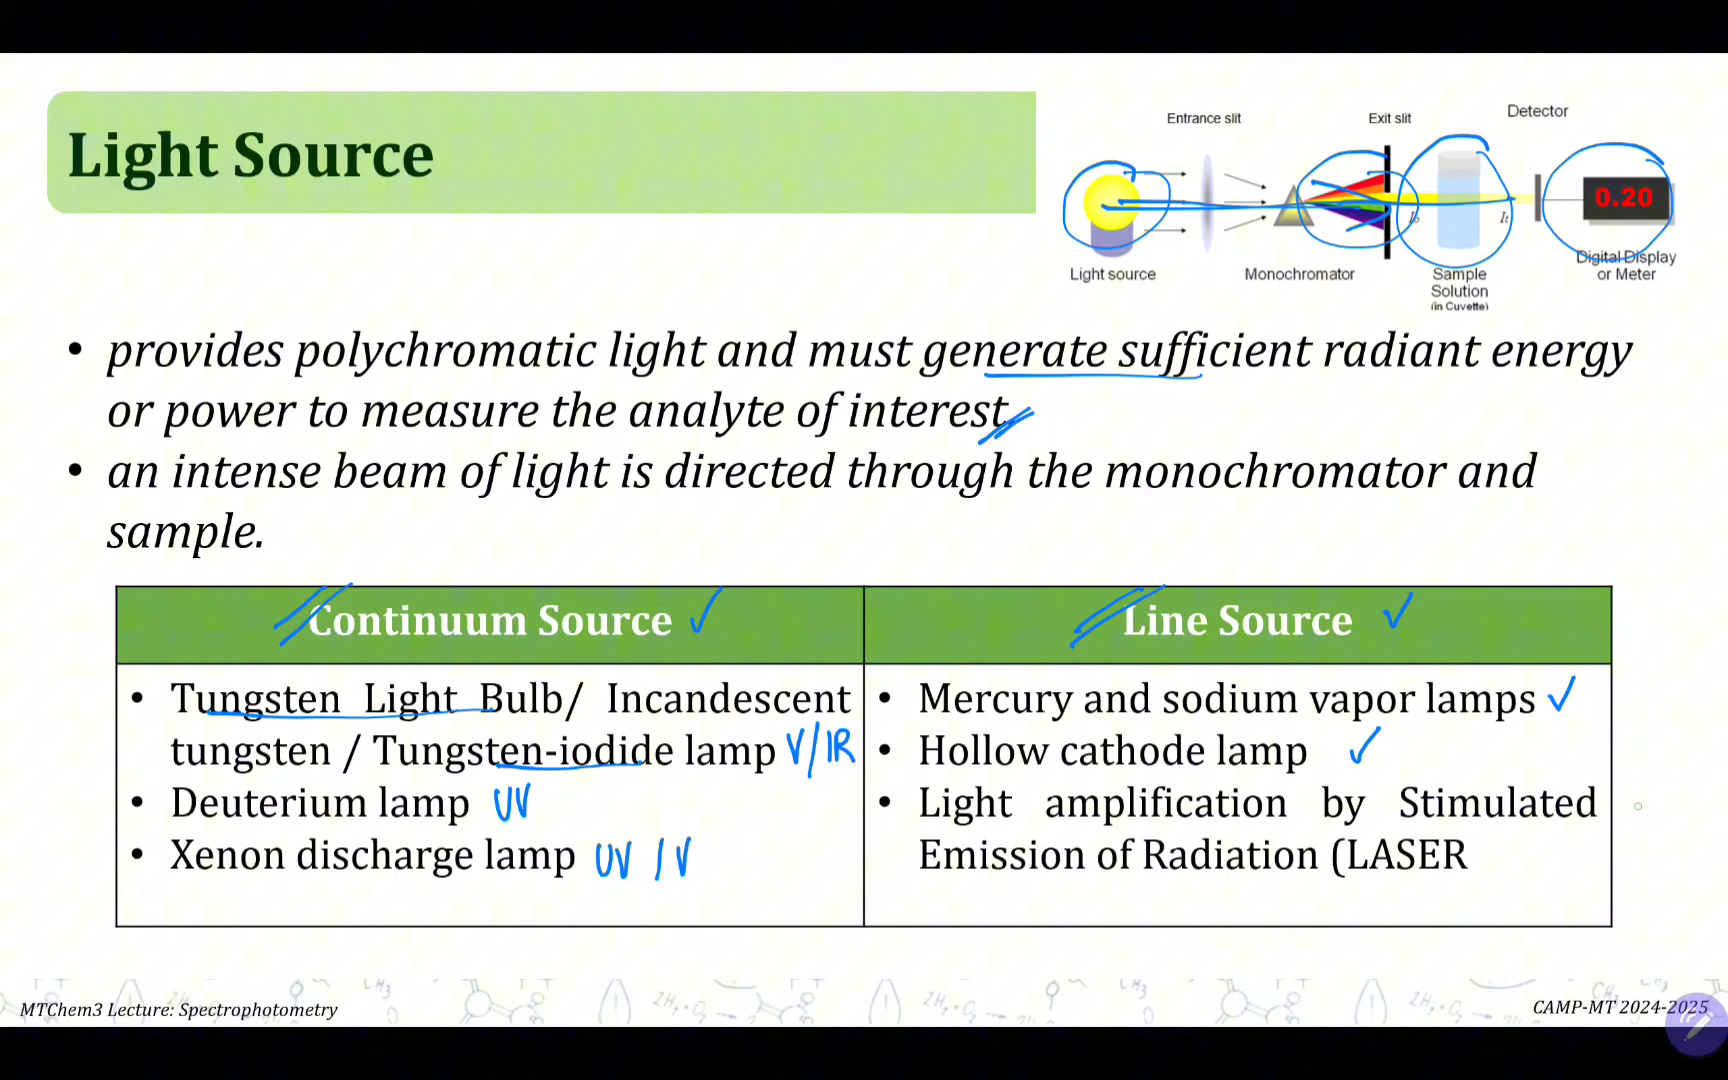 Light Source
Entrance slit
Exit slit
Detector
0.20
I₀
It
Light source
Monochromator
Sample
Solution
(in Cuvette)
Digital Display
or Meter
• provides polychromatic light and must generate sufficient radiant energy
or power to measure the analyte of interest
• an intense beam of light is directed through the monochromator and
sample.
Continuum Source ✓
• Tungsten Light Bulb/ Incandescent
tungsten / Tungsten-iodide lamp V/IR
• Deuterium lamp UV
• Xenon discharge lamp UV / V
Line Source ✓
• Mercury and sodium vapor lamps ✓
• Hollow cathode lamp ✓
• Light amplification by Stimulated
Emission of Radiation (LASER
MTChem3 Lecture: Spectrophotometry
CAMP-MT 2024-2025